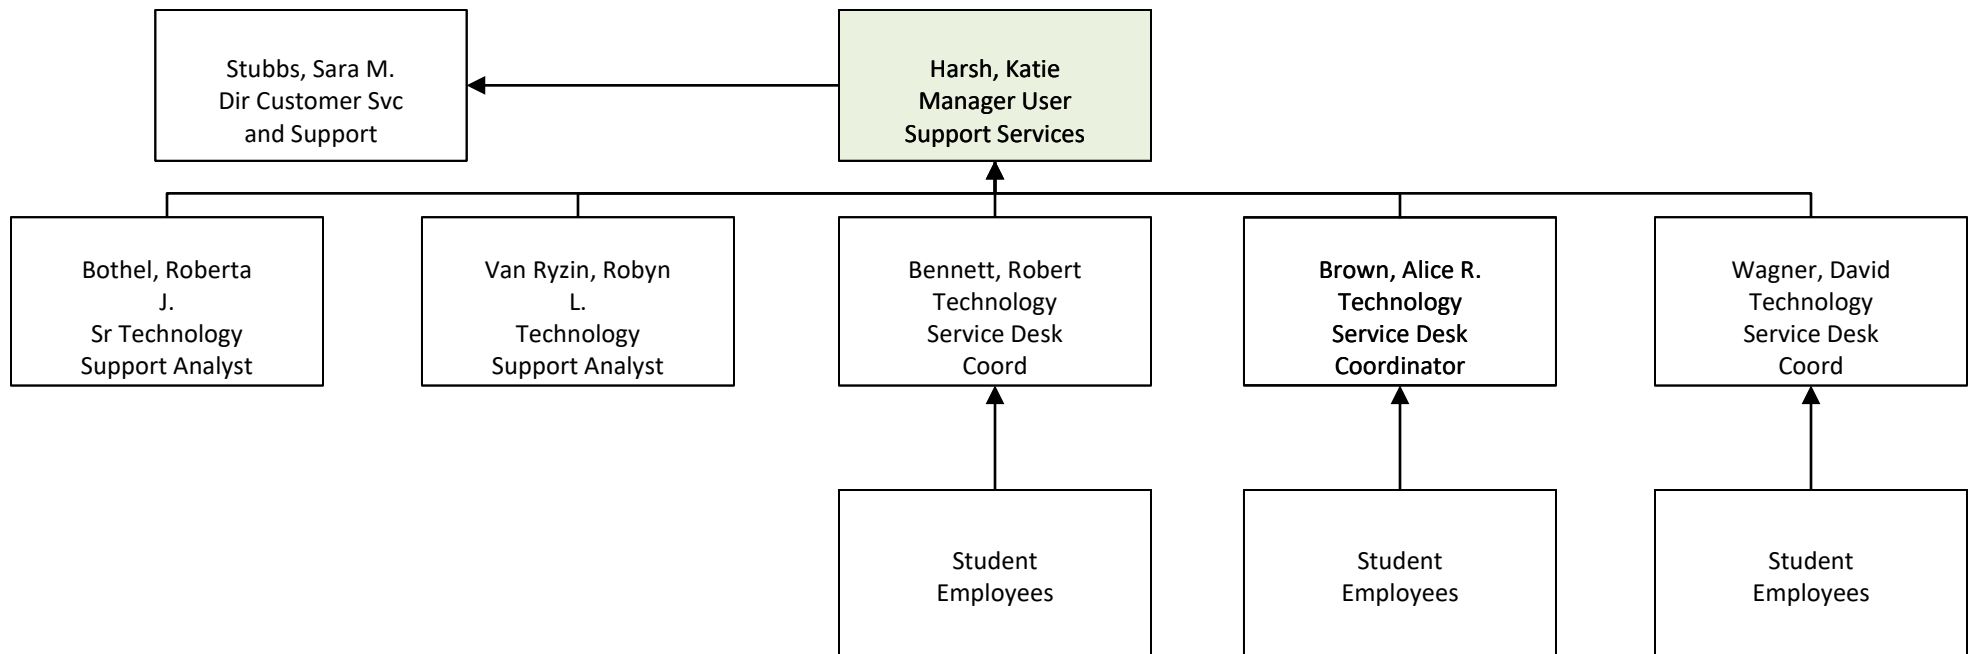 Stubbs, Sara M.
Dir Customer Svc
and Support
Harsh, Katie
Manager User
Support Services
Bothel, Roberta
J.
Sr Technology
Support Analyst
Van Ryzin, Robyn
L.
Technology
Support Analyst
Bennett, Robert
Technology
Service Desk
Coord
Brown, Alice R.
Technology
Service Desk
Coordinator
Wagner, David
Technology
Service Desk
Coord
Student
Employees
Student
Employees
Student
Employees